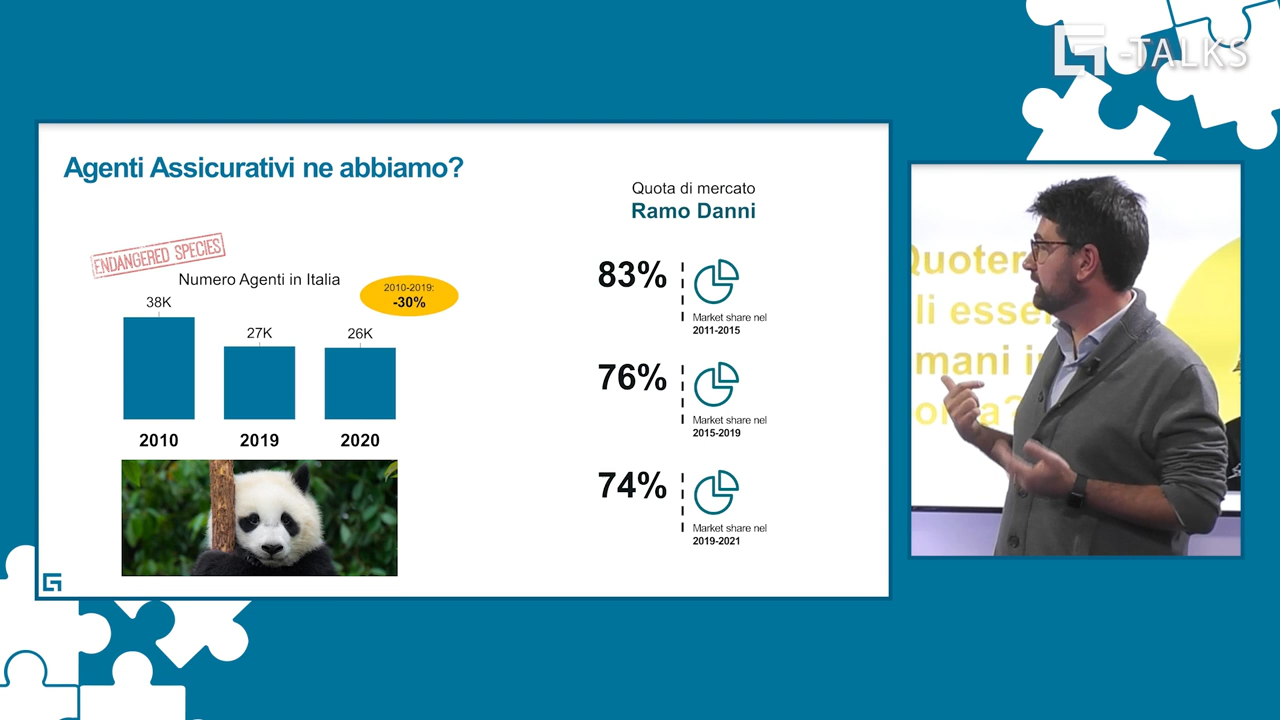 -TALKS
Agenti Assicurativi ne abbiamo?
ENDANGERED SPECIES
Numero Agenti in Italia
2010-2019:
-30%
38K
27K
26K
2010
2019
2020
Quota di mercato
Ramo Danni
83%
Market share nel
2011-2015
76%
Market share nel
2015-2019
74%
Market share nel
2019-2021
Quoter
li esse
mani i